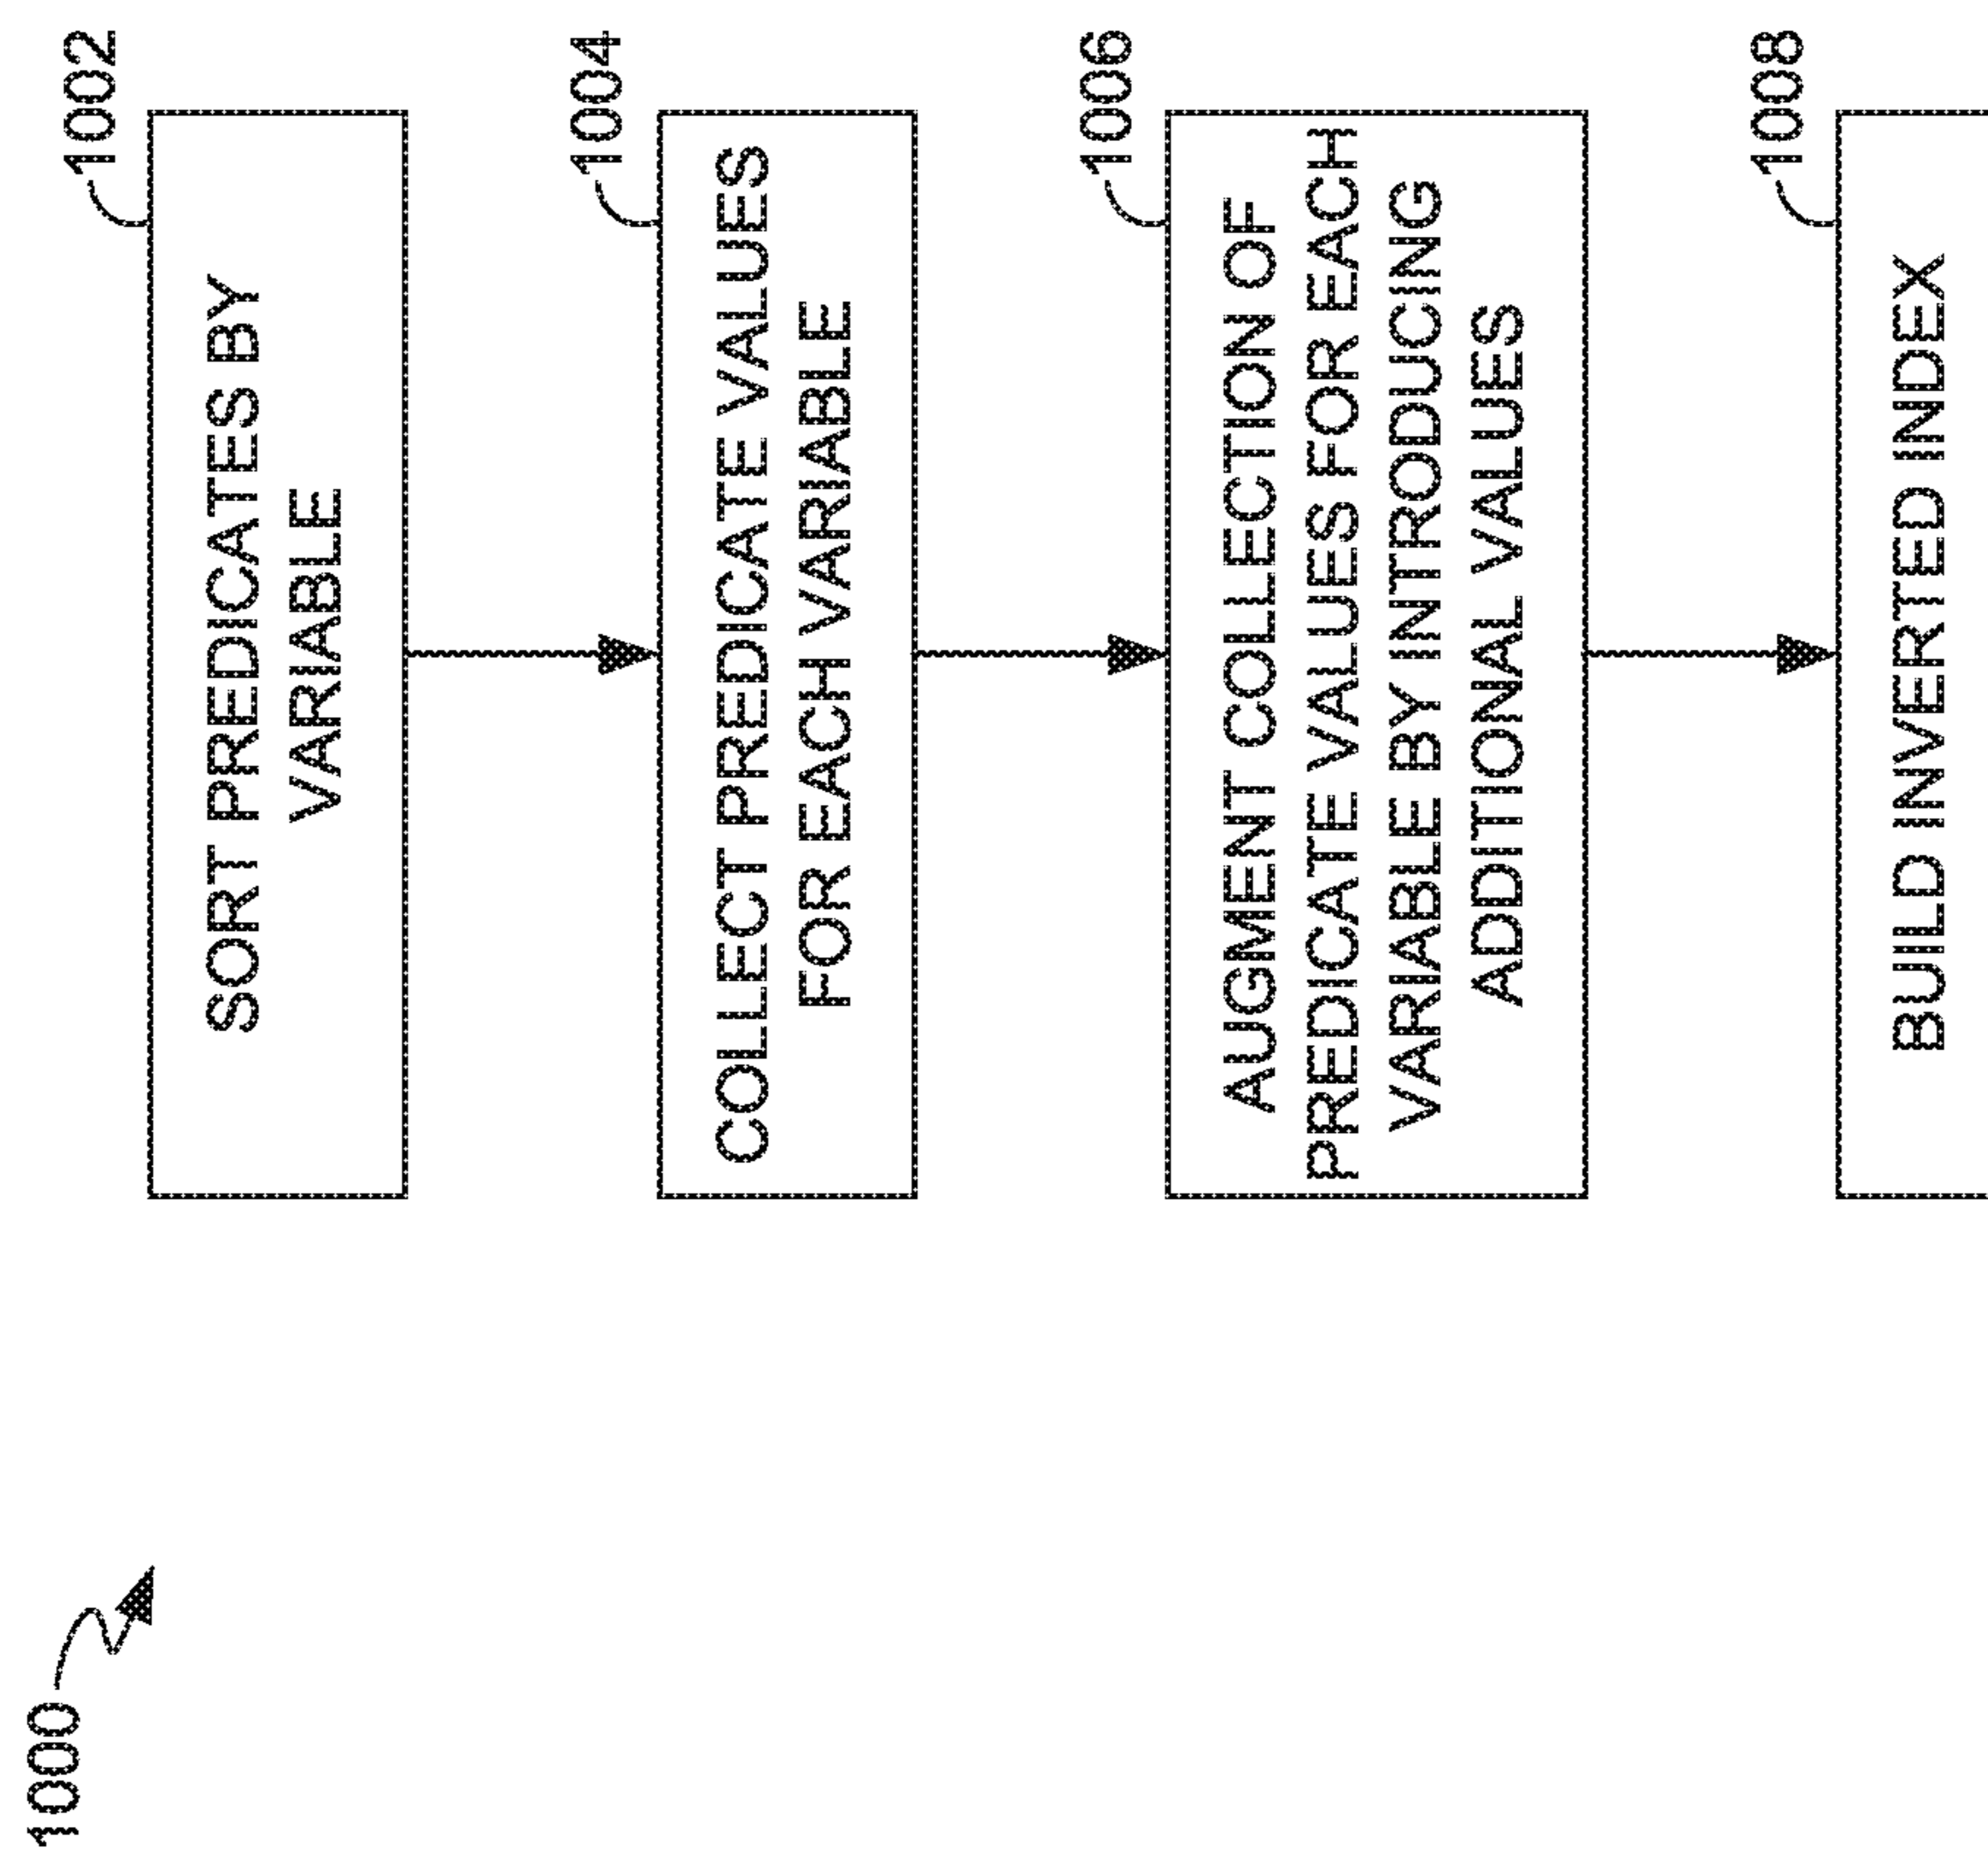 1000
1002
SORT PREDICATES BY
VARIABLE
1004
COLLECT PREDICATE VALUES
FOR EACH VARIABLE
1006
AUGMENT COLLECTION OF
PREDICATE VALUES FOR EACH
VARIABLE BY INTRODUCING
ADDITIONAL VALUES
1008
BUILD INVERTED INDEX